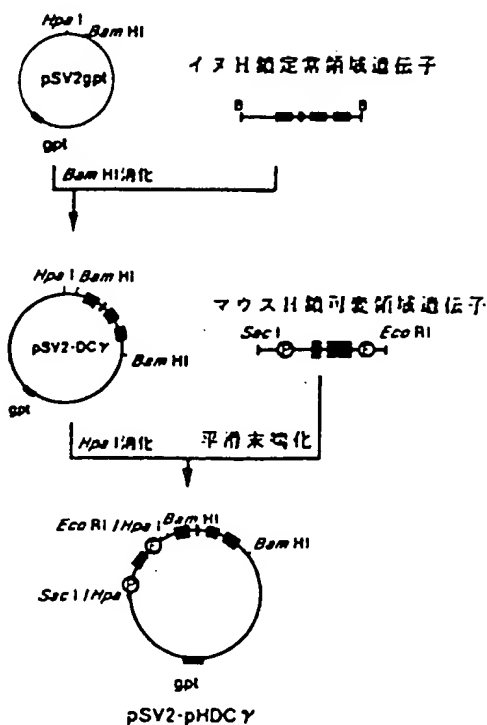 Hpa I
Bam HI
pSV2gpt
gpt
イヌH鎖定常領域遺伝子
B B
Bam HI消化
Hpa I Bam HI
pSV2-DCγ
Bam HI
gpt
マウスH鎖可変領域遺伝子
Sac I Eco RI
P E
Hpa I消化 平滑末端化
Eco RI/Hpa I Bam HI
Bam HI
E
P
Sac I/Hpa
gpt
pSV2-pHDCγ